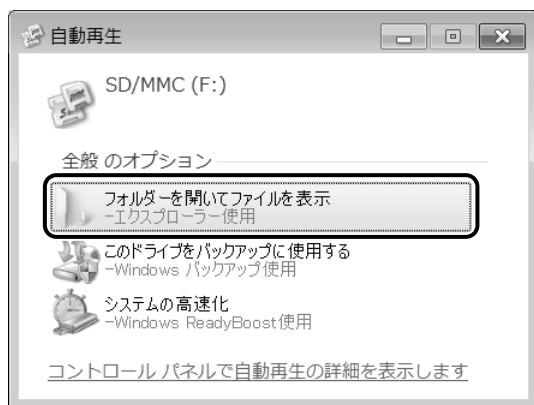 自動再生
SD/MMC (F:)
全般 のオプション
フォルダーを開いてファイルを表示
-エクスプローラー使用
このドライブをバックアップに使用する
-Windows バックアップ使用
システムの高速化
-Windows ReadyBoost使用
コントロール パネルで自動再生の詳細を表示します